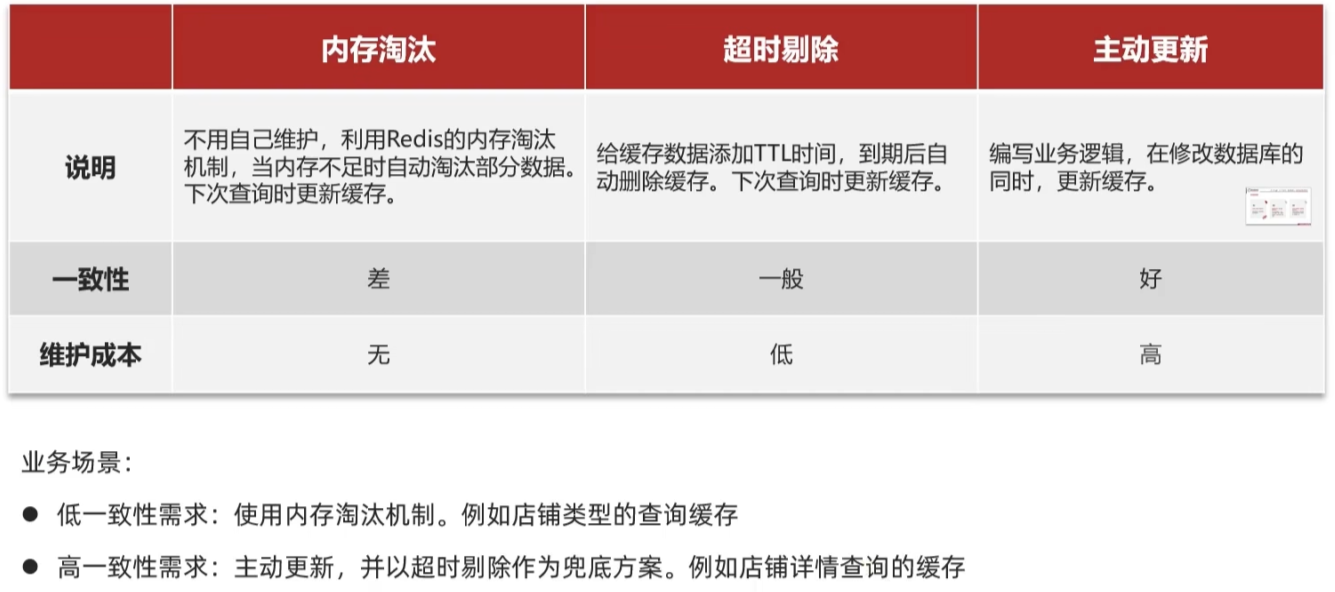 内存淘汰 超时剔除 主动更新
说明
不用自己维护，利用Redis的内存淘汰
机制，当内存不足时自动淘汰部分数据。
下次查询时更新缓存。
给缓存数据添加TTL时间，到期后自
动删除缓存。下次查询时更新缓存。
编写业务逻辑，在修改数据库的
同时，更新缓存。
一致性 差 一般 好
维护成本 无 低 高
业务场景：
● 低一致性需求：使用内存淘汰机制。例如店铺类型的查询缓存
● 高一致性需求：主动更新，并以超时剔除作为兜底方案。例如店铺详情查询的缓存